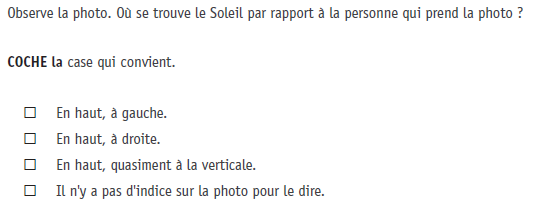 Observe la photo. Où se trouve le Soleil par rapport à la personne qui prend la photo ?
COCHE la case qui convient.
☐ En haut, à gauche.
☐ En haut, à droite.
☐ En haut, quasiment à la verticale.
☐ Il n'y a pas d'indice sur la photo pour le dire.